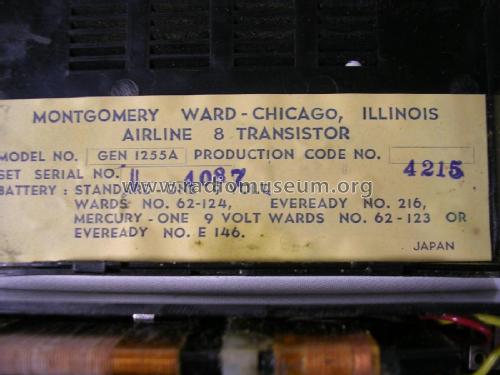 MONTGOMERY WARD - CHICAGO, ILLINOIS
AIRLINE 8 TRANSISTOR
MODEL NO. GEN 1255A PRODUCTION CODE NO.
SET SERIAL NO. 4087 4215
www.radiomuseum.org
BATTERY : STANDARD
WARDS NO. 62-124, EVEREADY NO. 216,
MERCURY - ONE 9 VOLT WARDS NO. 62-123 OR
EVEREADY NO. E 146.
JAPAN